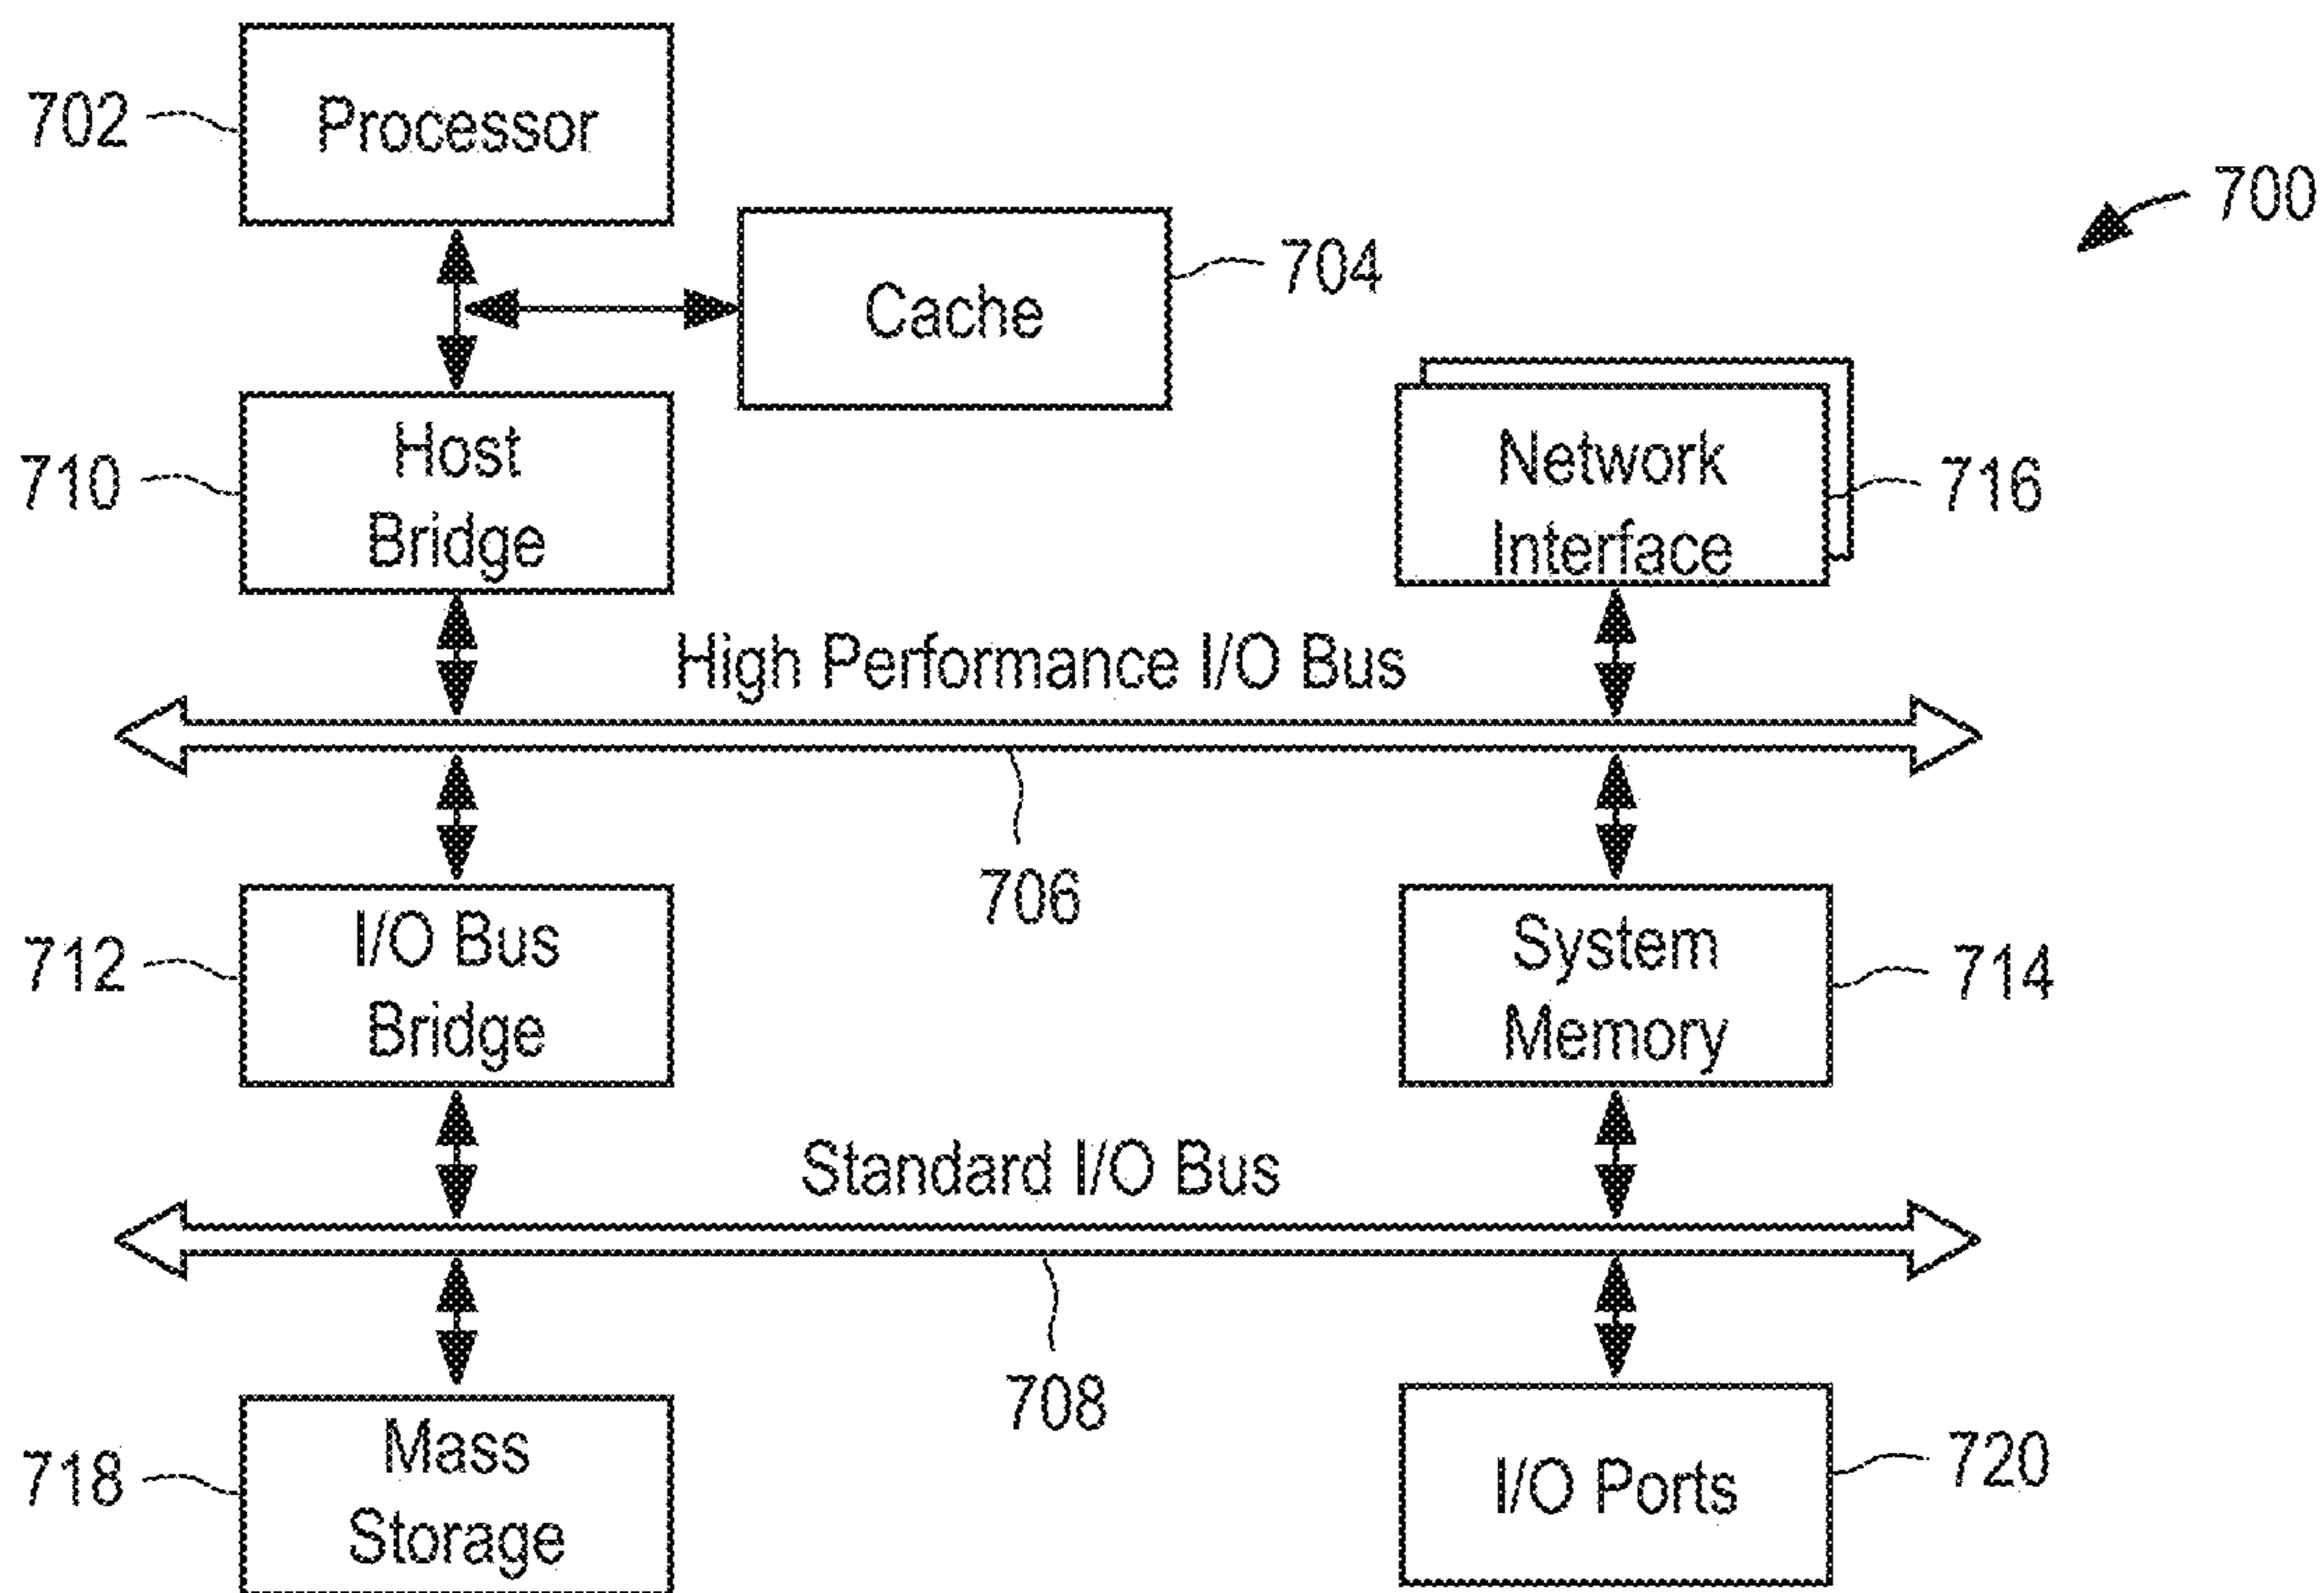 702
Processor
700
704
Cache
710
Host
Bridge
Network
Interface
716
High Performance I/O Bus
706
712
I/O Bus
Bridge
System
Memory
714
Standard I/O Bus
708
718
Mass
Storage
I/O Ports
720